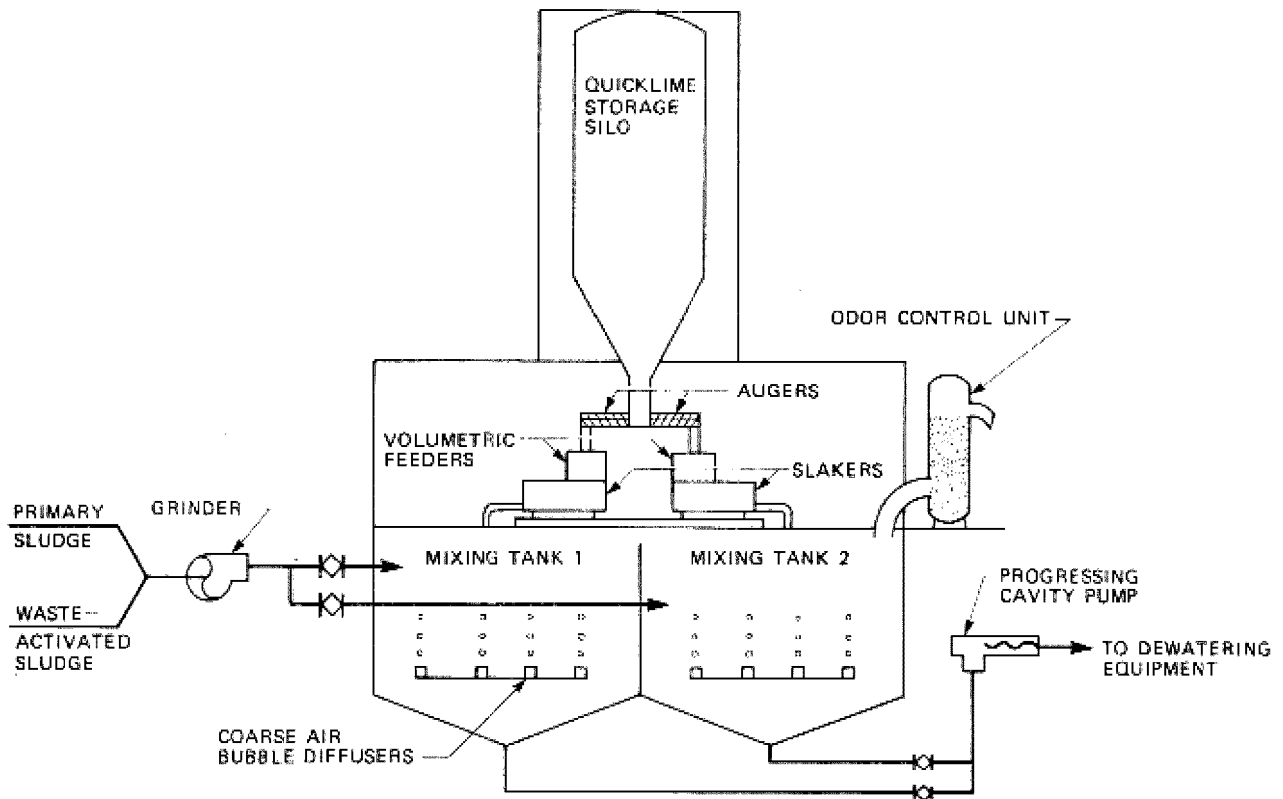 QUICKLIME
STORAGE
SILO
ODOR CONTROL UNIT
AUGERS
VOLUMETRIC
FEEDERS
SLAKERS
PRIMARY
SLUDGE
GRINDER
MIXING TANK 1
MIXING TANK 2
PROGRESSING
CAVITY PUMP
WASTE-
ACTIVATED
SLUDGE
TO DEWATERING
EQUIPMENT
COARSE AIR
BUBBLE DIFFUSERS